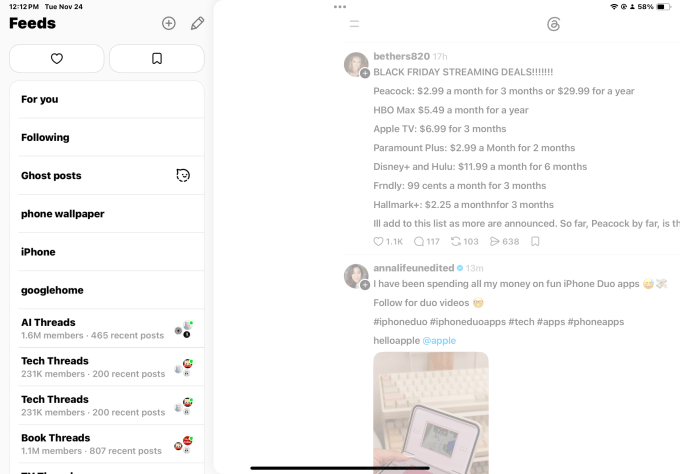 12:12 PM Tue Nov 24
58%
Feeds
For you
Following
Ghost posts
phone wallpaper
iPhone
googlehome
AI Threads
1.6M members · 465 recent posts
Tech Threads
231K members · 200 recent posts
Tech Threads
231K members · 200 recent posts
Book Threads
1.1M members · 807 recent posts
bethers820 17h
BLACK FRIDAY STREAMING DEALS!!!!!!!
Peacock: $2.99 a month for 3 months or $29.99 for a year
HBO Max $5.49 a month for a year
Apple TV: $6.99 for 3 months
Paramount Plus: $2.99 a Month for 2 months
Disney+ and Hulu: $11.99 a month for 6 months
Frndly: 99 cents a month for 3 months
Hallmark+: $2.25 a monthnfor 3 months
Ill add to this list as more are announced. So far, Peacock by far, is
1.1K 117 103 638
annalifeunedited 13m
I have been spending all my money on fun iPhone Duo apps 😅💸
Follow for duo videos 🤓
#iphoneduo #iphoneduoapps #tech #apps #phoneapps
helloapple @apple